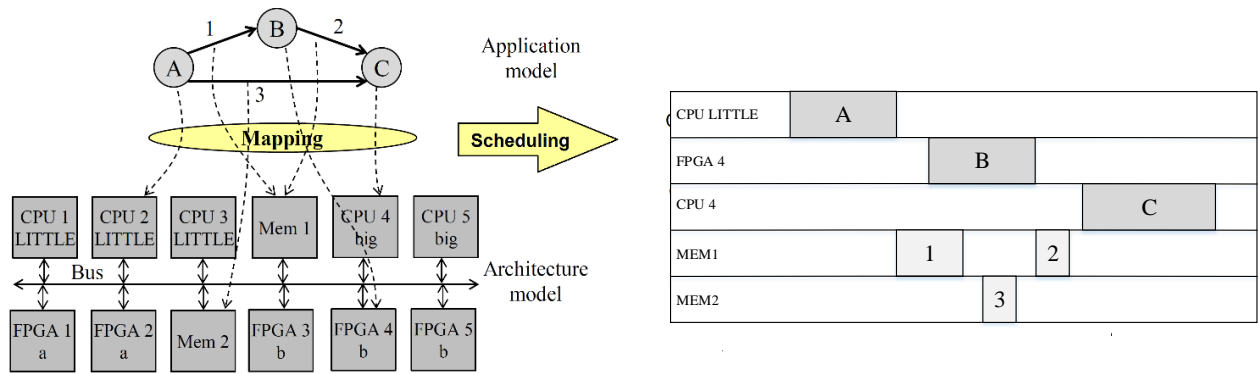 1
B
2
A
C
3
Application
model
Mapping
Scheduling
CPU 1
LITTLE
CPU 2
LITTLE
CPU 3
LITTLE
Mem 1
CPU 4
big
CPU 5
big
Bus
Architecture
model
FPGA 1
a
FPGA 2
a
Mem 2
FPGA 3
b
FPGA 4
b
FPGA 5
b
CPU LITTLE
A
FPGA 4
B
CPU 4
C
MEM1
1
2
MEM2
3